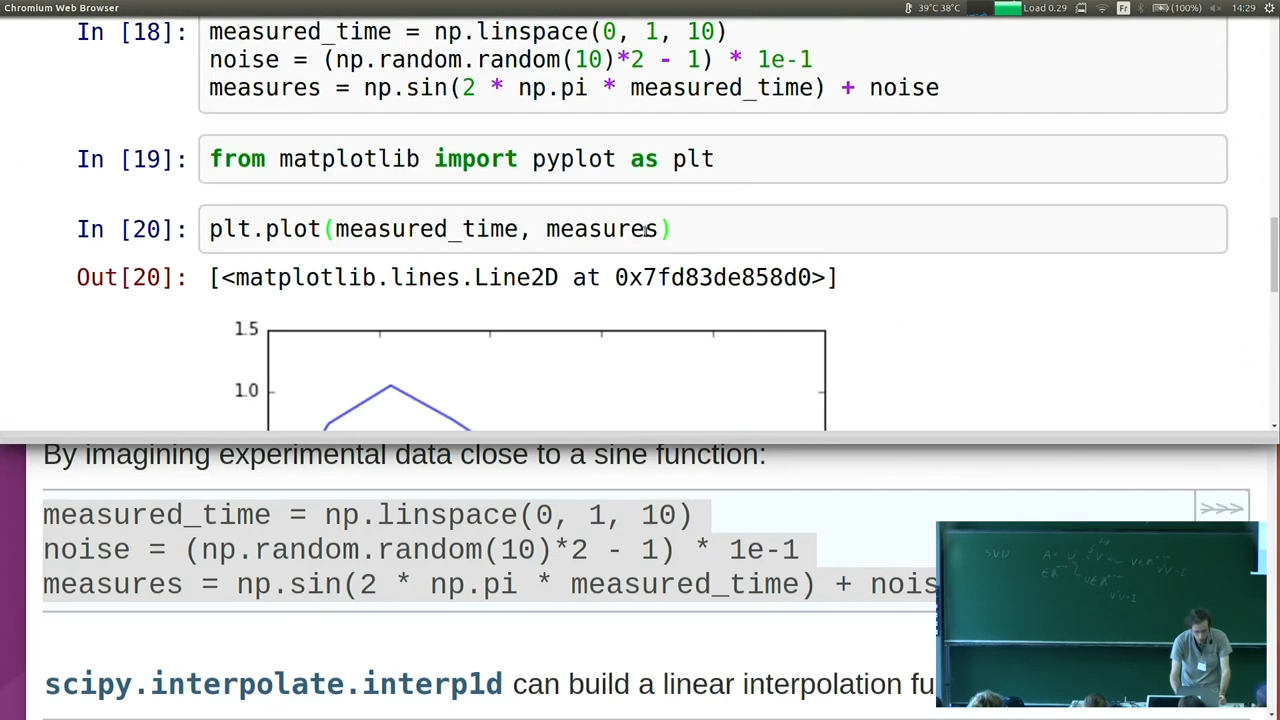 Chromium Web Browser
39°C 38°C Load 0.29 Fr (100%) 14:29
In [18]: measured_time = np.linspace(0, 1, 10)
noise = (np.random.random(10)*2 - 1) * 1e-1
measures = np.sin(2 * np.pi * measured_time) + noise
In [19]: from matplotlib import pyplot as plt
In [20]: plt.plot(measured_time, measures)
Out[20]: [<matplotlib.lines.Line2D at 0x7fd83de858d0>]
1.5
1.0
By imagining experimental data close to a sine function:
>>>
measured_time = np.linspace(0, 1, 10)
noise = (np.random.random(10)*2 - 1) * 1e-1
measures = np.sin(2 * np.pi * measured_time) + nois
scipy.interpolate.interp1d can build a linear interpolation fu
SVD